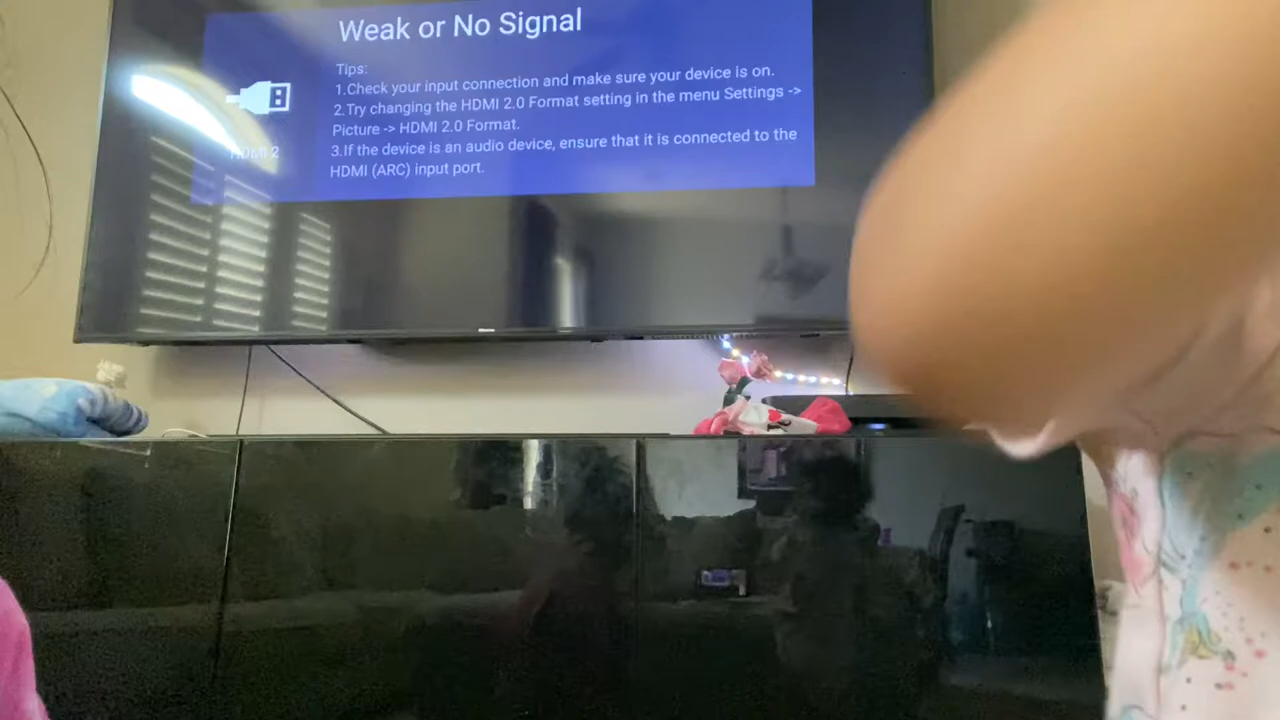 Weak or No Signal
Tips:
1.Check your input connection and make sure your device is on.
2.Try changing the HDMI 2.0 Format setting in the menu Settings ->
Picture -> HDMI 2.0 Format.
3.If the device is an audio device, ensure that it is connected to the
HDMI (ARC) input port.
HDMI 2